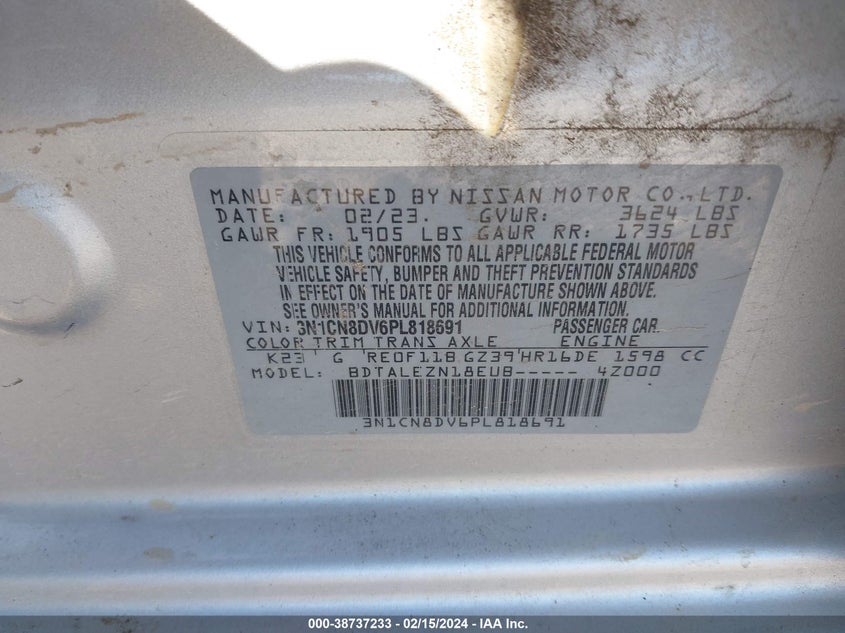 MANUFACTURED BY NISSAN MOTOR CO.,LTD.
DATE: 02/23. GVWR: 3624 LBS
GAWR FR: 1905 LBS GAWR RR: 1735 LBS
THIS VEHICLE CONFORMS TO ALL APPLICABLE FEDERAL MOTOR
VEHICLE SAFETY, BUMPER AND THEFT PREVENTION STANDARDS
IN EFFECT ON THE DATE OF MANUFACTURE SHOWN ABOVE.
SEE OWNER'S MANUAL FOR ADDITIONAL INFORMATION.
VIN: 3N1CN8DV6PL818691 PASSENGER CAR
COLOR TRIM TRANS AXLE ENGINE
K23 G RE0F11B GZ39 HR16DE 1598 CC
MODEL: BDTALEZN18EUB----- 4Z000
3N1CN8DV6PL818691
000-38737233 - 02/15/2024 - IAA Inc.